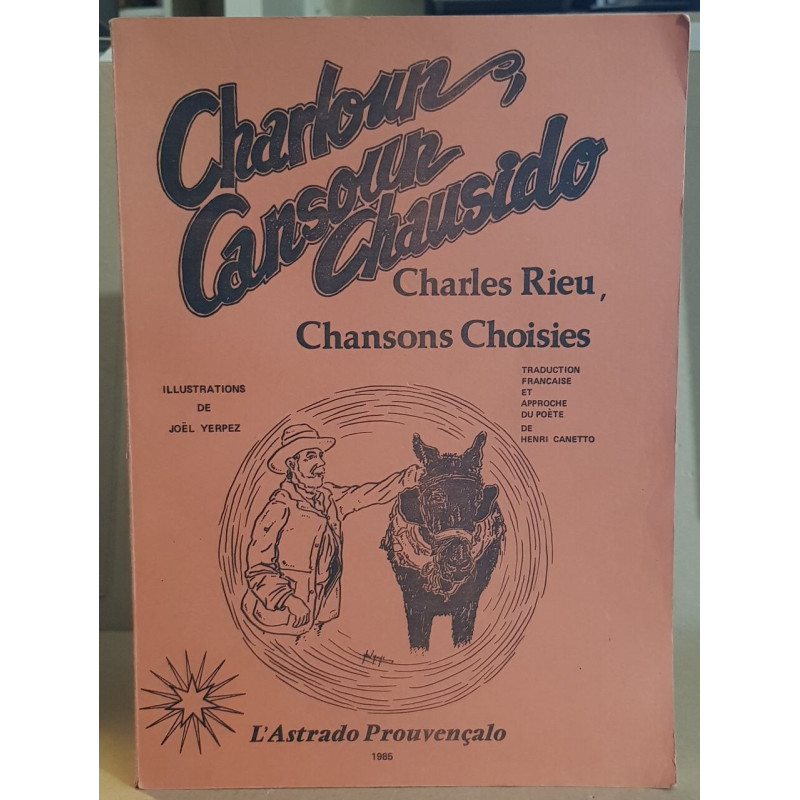 Charloun,
Cansoun
Chausido
Charles Rieu,
Chansons Choisies
ILLUSTRATIONS
DE
JOËL YERPEZ
TRADUCTION
FRANCAISE
ET
APPROCHE
DU POÈTE
DE
HENRI CANETTO
L'Astrado Prouvençalo
1985